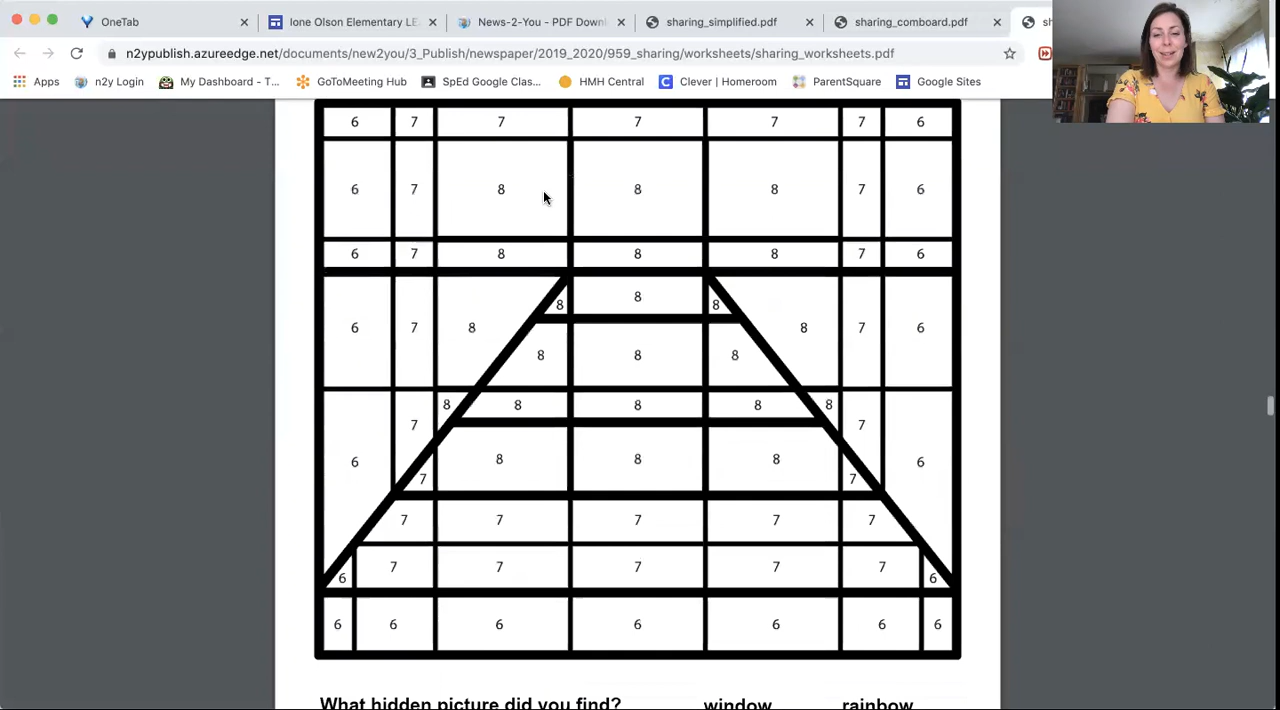 OneTab
Ione Olson Elementary LE
News-2-You - PDF Downl
sharing_simplified.pdf
sharing_comboard.pdf
sh
n2ypublish.azureedge.net/documents/new2you/3_Publish/newspaper/2019_2020/959_sharing/worksheets/sharing_worksheets.pdf
Apps n2y Login My Dashboard - T... GoToMeeting Hub SpEd Google Clas... HMH Central Clever | Homeroom ParentSquare Google Sites
6 7 7 7 7 7 6
6 7 8 8 8 7 6
6 7 8 8 8 7 6
8 8 8
6 7 8 8 7 6
8 8 8
8 8 8 8 8
7 7
6 8 8 8 6
7 7
7 7 7 7 7
7 7 7 7 7
6 6
6 6 6 6 6 6 6
What hidden picture did you find? window rainbow